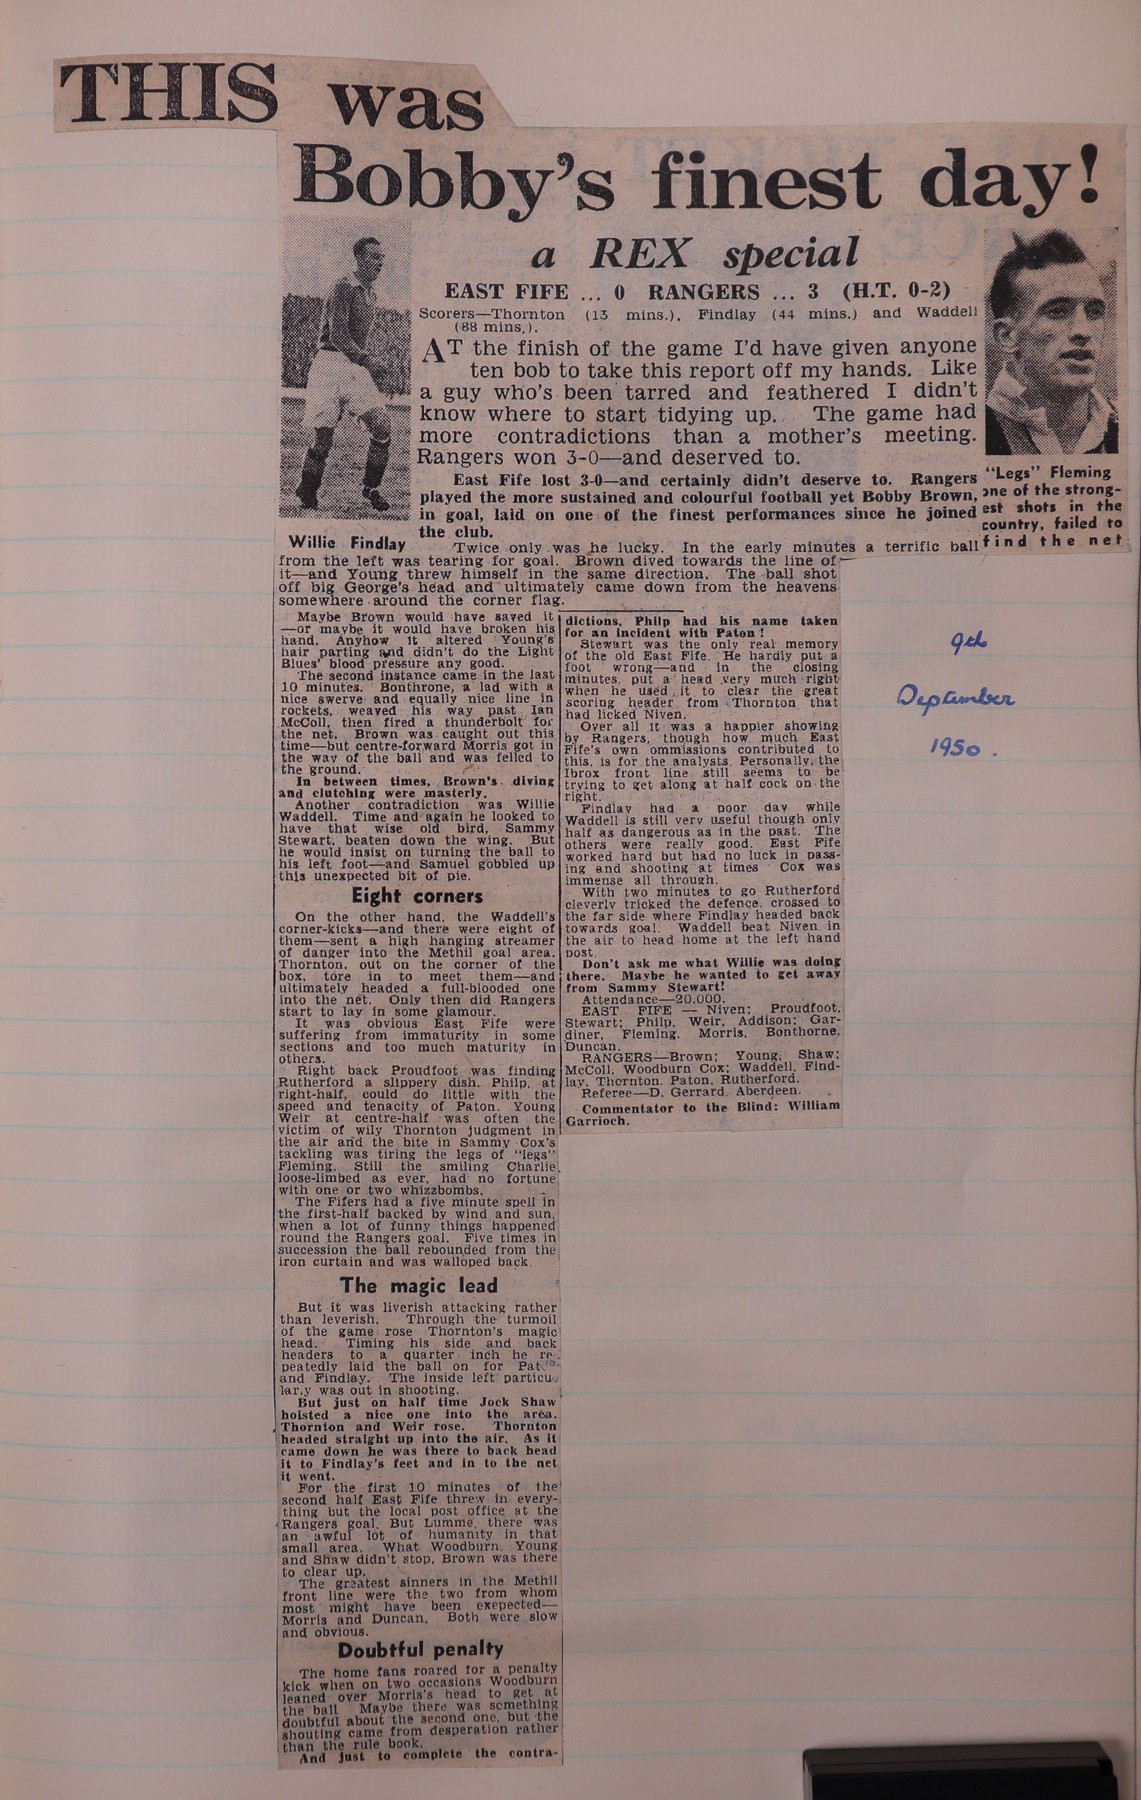 THIS was
Bobby's finest day!
a REX special
EAST FIFE ... 0 RANGERS ... 3 (H.T. 0-2)
Scorers—Thornton (13 mins.), Findlay (44 mins.) and Waddell
(88 mins.).
AT the finish of the game I'd have given anyone
ten bob to take this report off my hands. Like
a guy who's been tarred and feathered I didn't
know where to start tidying up. The game had
more contradictions than a mother's meeting.
Rangers won 3-0—and deserved to.
East Fife lost 3-0—and certainly didn't deserve to. Rangers
played the more sustained and colourful football yet Bobby Brown,
in goal, laid on one of the finest performances since he joined
the club.
"Legs" Fleming
one of the strong-
est shots in the
country, failed to
find the net
Willie Findlay
Twice only was he lucky. In the early minutes a terrific ball
from the left was tearing for goal. Brown dived towards the line of
it—and Young threw himself in the same direction. The ball shot
off big George's head and ultimately came down from the heavens
somewhere around the corner flag.
Maybe Brown would have saved it
—or maybe it would have broken his
hand. Anyhow it altered Young's
hair parting and didn't do the Light
Blues' blood pressure any good.
The second instance came in the last
10 minutes. Bonthrone, a lad with a
nice swerve and equally nice line in
rockets, weaved his way past Ian
McColl, then fired a thunderbolt for
the net. Brown was caught out this
time—but centre-forward Morris got in
the way of the ball and was felled to
the ground.
In between times, Brown's diving
and clutching were masterly.
Another contradiction was Willie
Waddell. Time and again he looked to
have that wise old bird, Sammy
Stewart, beaten down the wing. But
he would insist on turning the ball to
his left foot—and Samuel gobbled up
this unexpected bit of pie.
Eight corners
On the other hand, the Waddell's
corner-kicks—and there were eight of
them—sent a high hanging streamer
of danger into the Methil goal area.
Thornton, out on the corner of the
box, tore in to meet them—and
ultimately headed a full-blooded one
into the net. Only then did Rangers
start to lay in some glamour.
It was obvious East Fife were
suffering from immaturity in some
sections and too much maturity in
others.
Right back Proudfoot was finding
Rutherford a slippery dish. Philp, at
right-half, could do little with the
speed and tenacity of Paton. Young
Weir at centre-half was often the
victim of wily Thornton judgment in
the air and the bite in Sammy Cox's
tackling was tiring the legs of "legs"
Fleming. Still the smiling Charlie,
loose-limbed as ever, had no fortune
with one or two whizzbombs.
The Fifers had a five minute spell in
the first-half backed by wind and sun,
when a lot of funny things happened
round the Rangers goal. Five times in
succession the ball rebounded from the
iron curtain and was walloped back.
The magic lead
But it was liverish attacking rather
than leverish. Through the turmoil
of the game rose Thornton's magic
head. Timing his side and back
headers to a quarter inch he re-
peatedly laid the ball on for
and Findlay. The inside left particu-
larly was out in shooting.
But just on half time Jock Shaw
hoisted a nice one into the area.
Thornton and Weir rose. Thornton
headed straight up into the air. As it
came down he was there to back head
it to Findlay's feet and in to the net
it went.
For the first 10 minutes of the
second half East Fife threw in every-
thing but the local post office at the
Rangers goal. But Lumme, there was
an awful lot of humanity in that
small area. What Woodburn, Young
and Shaw didn't stop, Brown was there
to clear up.
The greatest sinners in the Methil
front line were the two from whom
most might have been exepected—
Morris and Duncan. Both were slow
and obvious.
Doubtful penalty
The home fans roared for a penalty
kick when on two occasions Woodburn
leaned over Morris's head to get at
the ball. Maybe there was something
doubtful about the second one, but the
shouting came from desperation rather
than the rule book.
And just to complete the contra-
dictions, Philp had his name taken
for an incident with Paton!
Stewart was the only real memory
of the old East Fife. He hardly put a
foot wrong—and in the closing
minutes, put a head very much right
when he used it to clear the great
scoring header from Thornton that
had licked Niven.
Over all it was a happier showing
by Rangers, though how much East
Fife's own ommissions contributed to
this, is for the analysts. Personally, the
Ibrox front line still seems to be
trying to get along at half cock on the
right.
Findlay had a poor day while
Waddell is still very useful though only
half as dangerous as in the past. The
others were really good. East Fife
worked hard but had no luck in pass-
ing and shooting at times Cox was
immense all through.
With two minutes to go Rutherford
cleverly tricked the defence, crossed to
the far side where Findlay headed back
towards goal. Waddell beat Niven in
the air to head home at the left hand
post.
Don't ask me what Willie was doing
there. Maybe he wanted to get away
from Sammy Stewart!
Attendance—20,000.
EAST FIFE — Niven; Proudfoot,
Stewart; Philp, Weir, Addison; Gar-
diner, Fleming, Morris, Bonthorne,
Duncan.
RANGERS—Brown; Young, Shaw;
McColl, Woodburn Cox; Waddell, Find-
lay, Thornton, Paton, Rutherford.
Referee—D. Gerrard, Aberdeen.
Commentator to the Blind: William
Garrioch.
9th
September
1950.